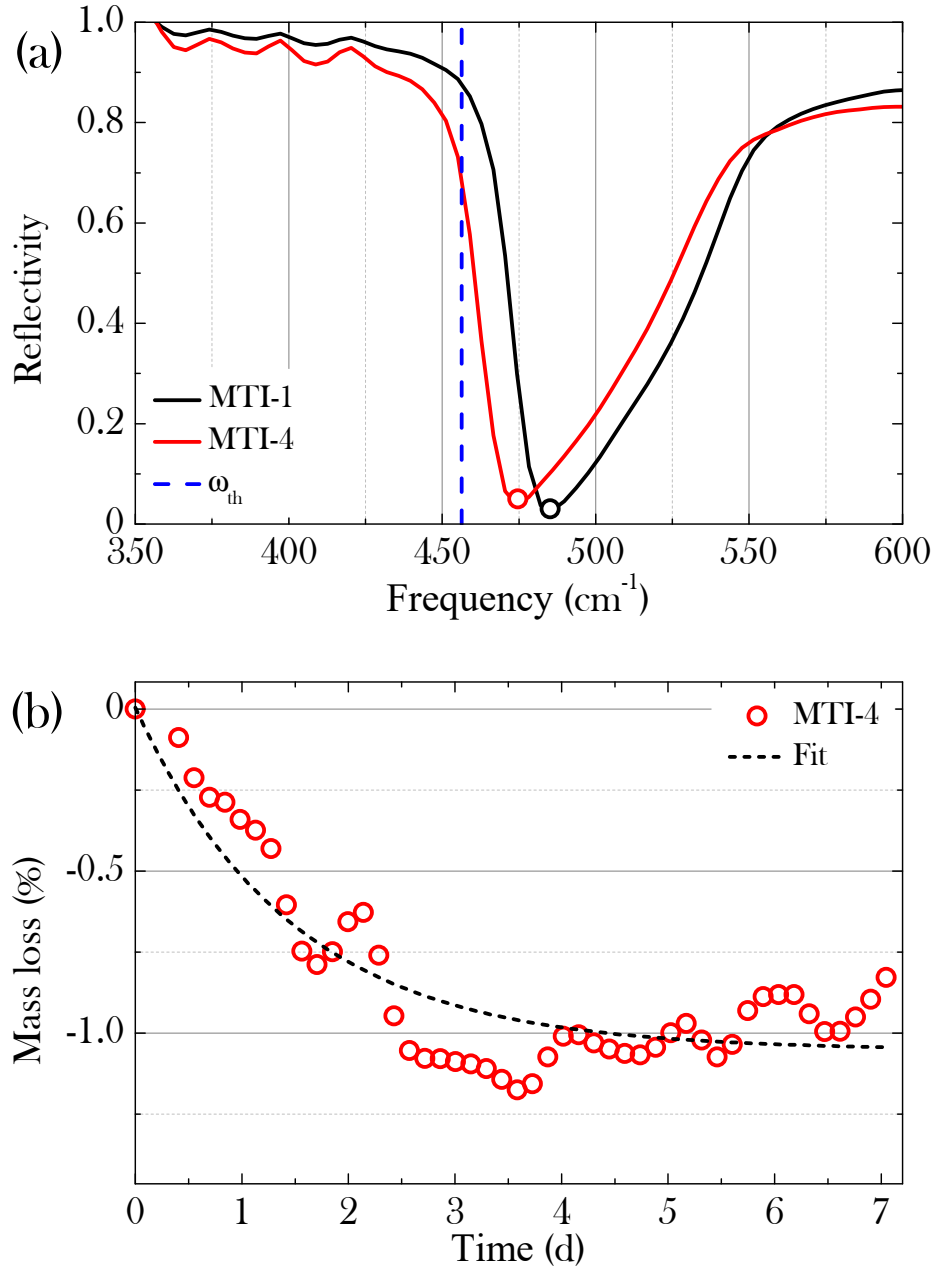 (a)
1.0
0.8
0.6
0.4
0.2
0
Reflectivity
MTI-1
MTI-4
ω_th
350 400 450 500 550 600
Frequency (cm⁻¹)
(b)
0
-0.5
-1.0
Mass loss (%)
MTI-4
Fit
0 1 2 3 4 5 6 7
Time (d)